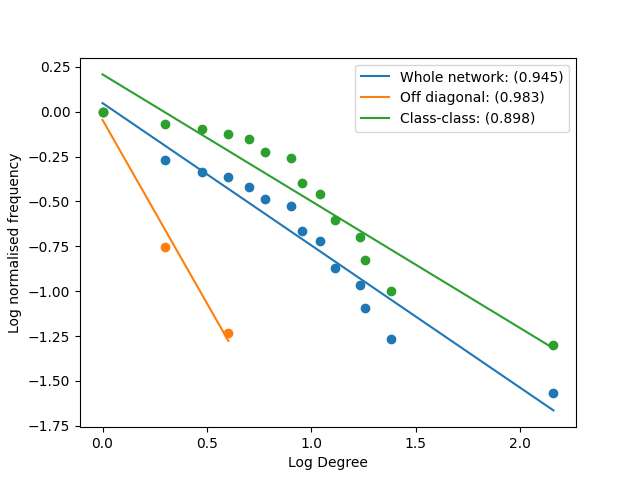 0.25
0.00
−0.25
−0.50
−0.75
−1.00
−1.25
−1.50
−1.75
Log normalised frequency
Whole network: (0.945)
Off diagonal: (0.983)
Class-class: (0.898)
0.0 0.5 1.0 1.5 2.0
Log Degree